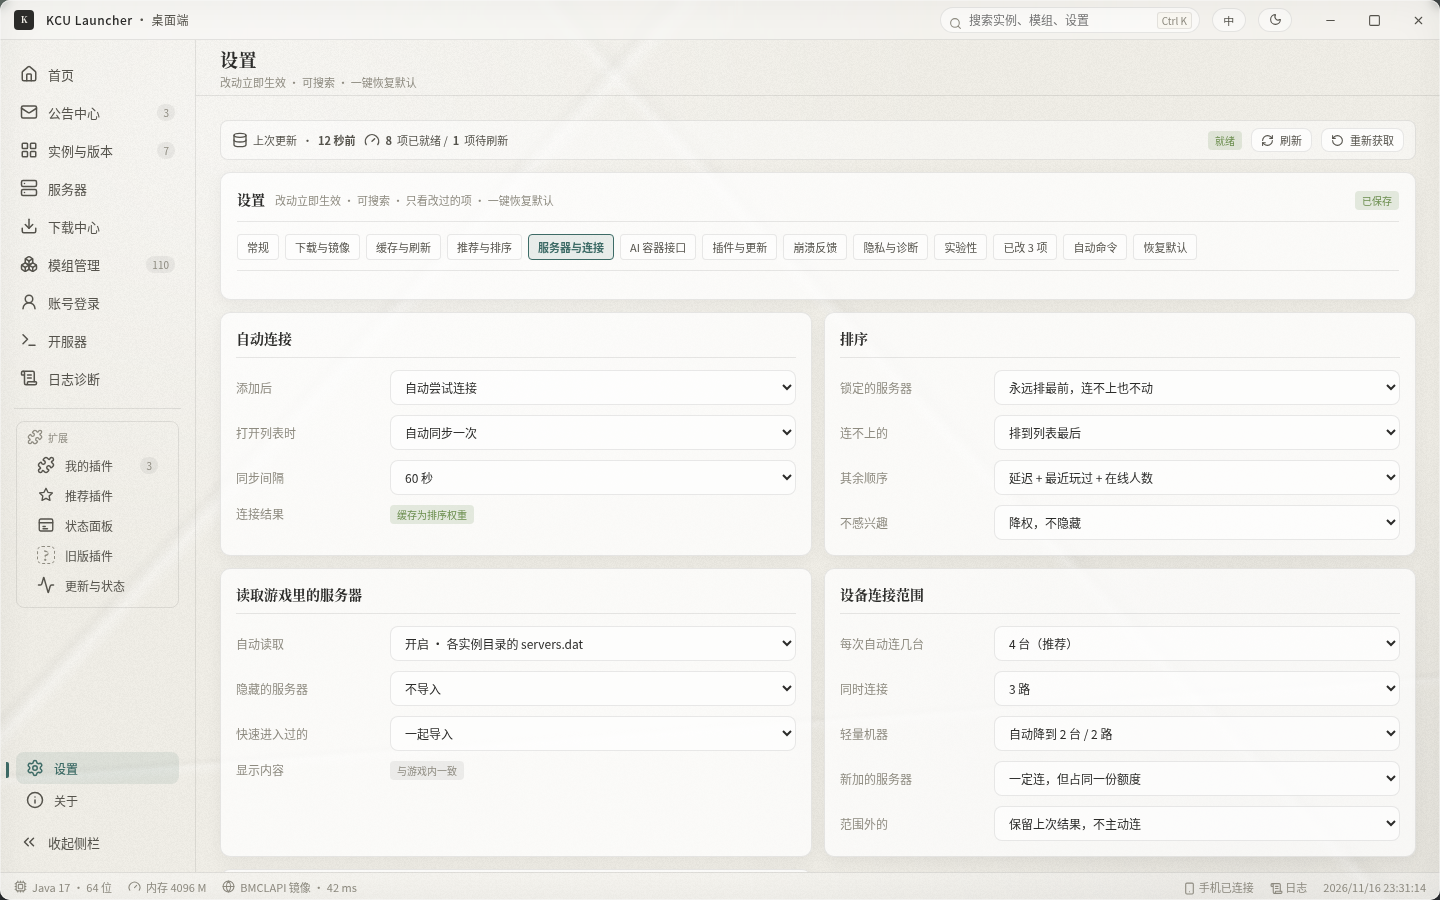 K KCU Launcher · 桌面端
搜索实例、模组、设置 Ctrl K
中
首页
公告中心 3
实例与版本 7
服务器
下载中心
模组管理 110
账号登录
开服器
日志诊断
扩展
我的插件 3
推荐插件
状态面板
? 旧版插件
更新与状态
设置
关于
收起侧栏
设置
改动立即生效 · 可搜索 · 一键恢复默认
上次更新 · 12 秒前 8 项已就绪 / 1 项待刷新
就绪 刷新 重新获取
设置 改动立即生效 · 可搜索 · 只看改过的项 · 一键恢复默认 已保存
常规 下载与镜像 缓存与刷新 推荐与排序 服务器与连接 AI 容器接口 插件与更新 崩溃反馈 隐私与诊断 实验性 已改 3 项 自动命令 恢复默认
自动连接
添加后 自动尝试连接
打开列表时 自动同步一次
同步间隔 60 秒
连接结果 缓存为排序权重
排序
锁定的服务器 永远排最前，连不上也不动
连不上的 排到列表最后
其余顺序 延迟 + 最近玩过 + 在线人数
不感兴趣 降权，不隐藏
读取游戏里的服务器
自动读取 开启 · 各实例目录的 servers.dat
隐藏的服务器 不导入
快速进入过的 一起导入
显示内容 与游戏内一致
设备连接范围
每次自动连几台 4 台（推荐）
同时连接 3 路
轻量机器 自动降到 2 台 / 2 路
新加的服务器 一定连，但占同一份额度
范围外的 保留上次结果，不主动连
Java 17 · 64 位 内存 4096 M BMCLAPI 镜像 · 42 ms
手机已连接 日志 2026/11/16 23:31:14